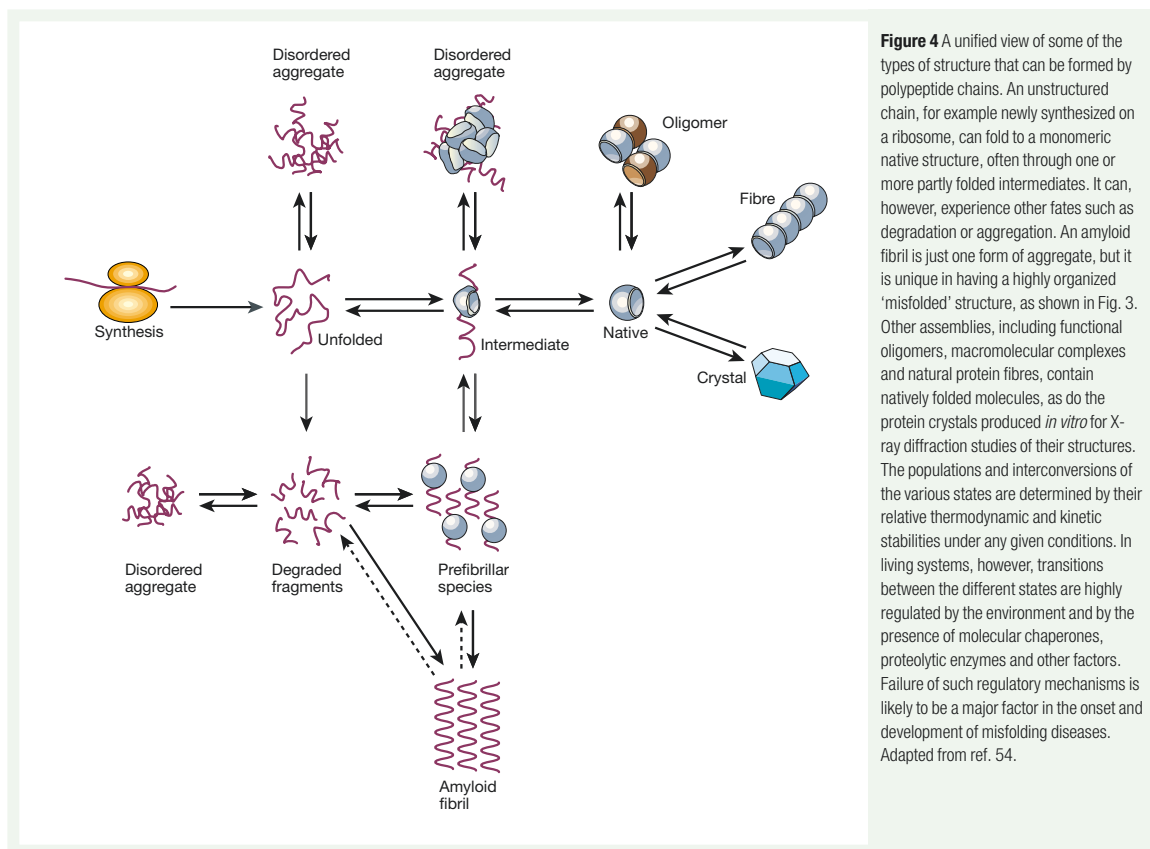 Disordered
aggregate
Disordered
aggregate
Oligomer
Fibre
Synthesis
Unfolded
Intermediate
Native
Crystal
Disordered
aggregate
Degraded
fragments
Prefibrillar
species
Amyloid
fibril
Figure 4 A unified view of some of the
types of structure that can be formed by
polypeptide chains. An unstructured
chain, for example newly synthesized on
a ribosome, can fold to a monomeric
native structure, often through one or
more partly folded intermediates. It can,
however, experience other fates such as
degradation or aggregation. An amyloid
fibril is just one form of aggregate, but it
is unique in having a highly organized
‘misfolded’ structure, as shown in Fig. 3.
Other assemblies, including functional
oligomers, macromolecular complexes
and natural protein fibres, contain
natively folded molecules, as do the
protein crystals produced in vitro for X-
ray diffraction studies of their structures.
The populations and interconversions of
the various states are determined by their
relative thermodynamic and kinetic
stabilities under any given conditions. In
living systems, however, transitions
between the different states are highly
regulated by the environment and by the
presence of molecular chaperones,
proteolytic enzymes and other factors.
Failure of such regulatory mechanisms is
likely to be a major factor in the onset and
development of misfolding diseases.
Adapted from ref. 54.